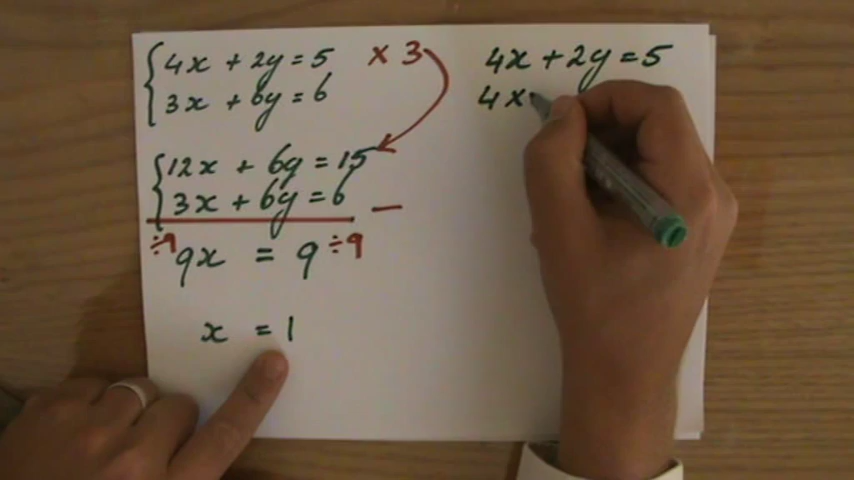 4x + 2y = 5 × 3
3x + 6y = 6
12x + 6y = 15
3x + 6y = 6 –
÷9 9x = 9 ÷9
x = 1
4x + 2y = 5
4 ×